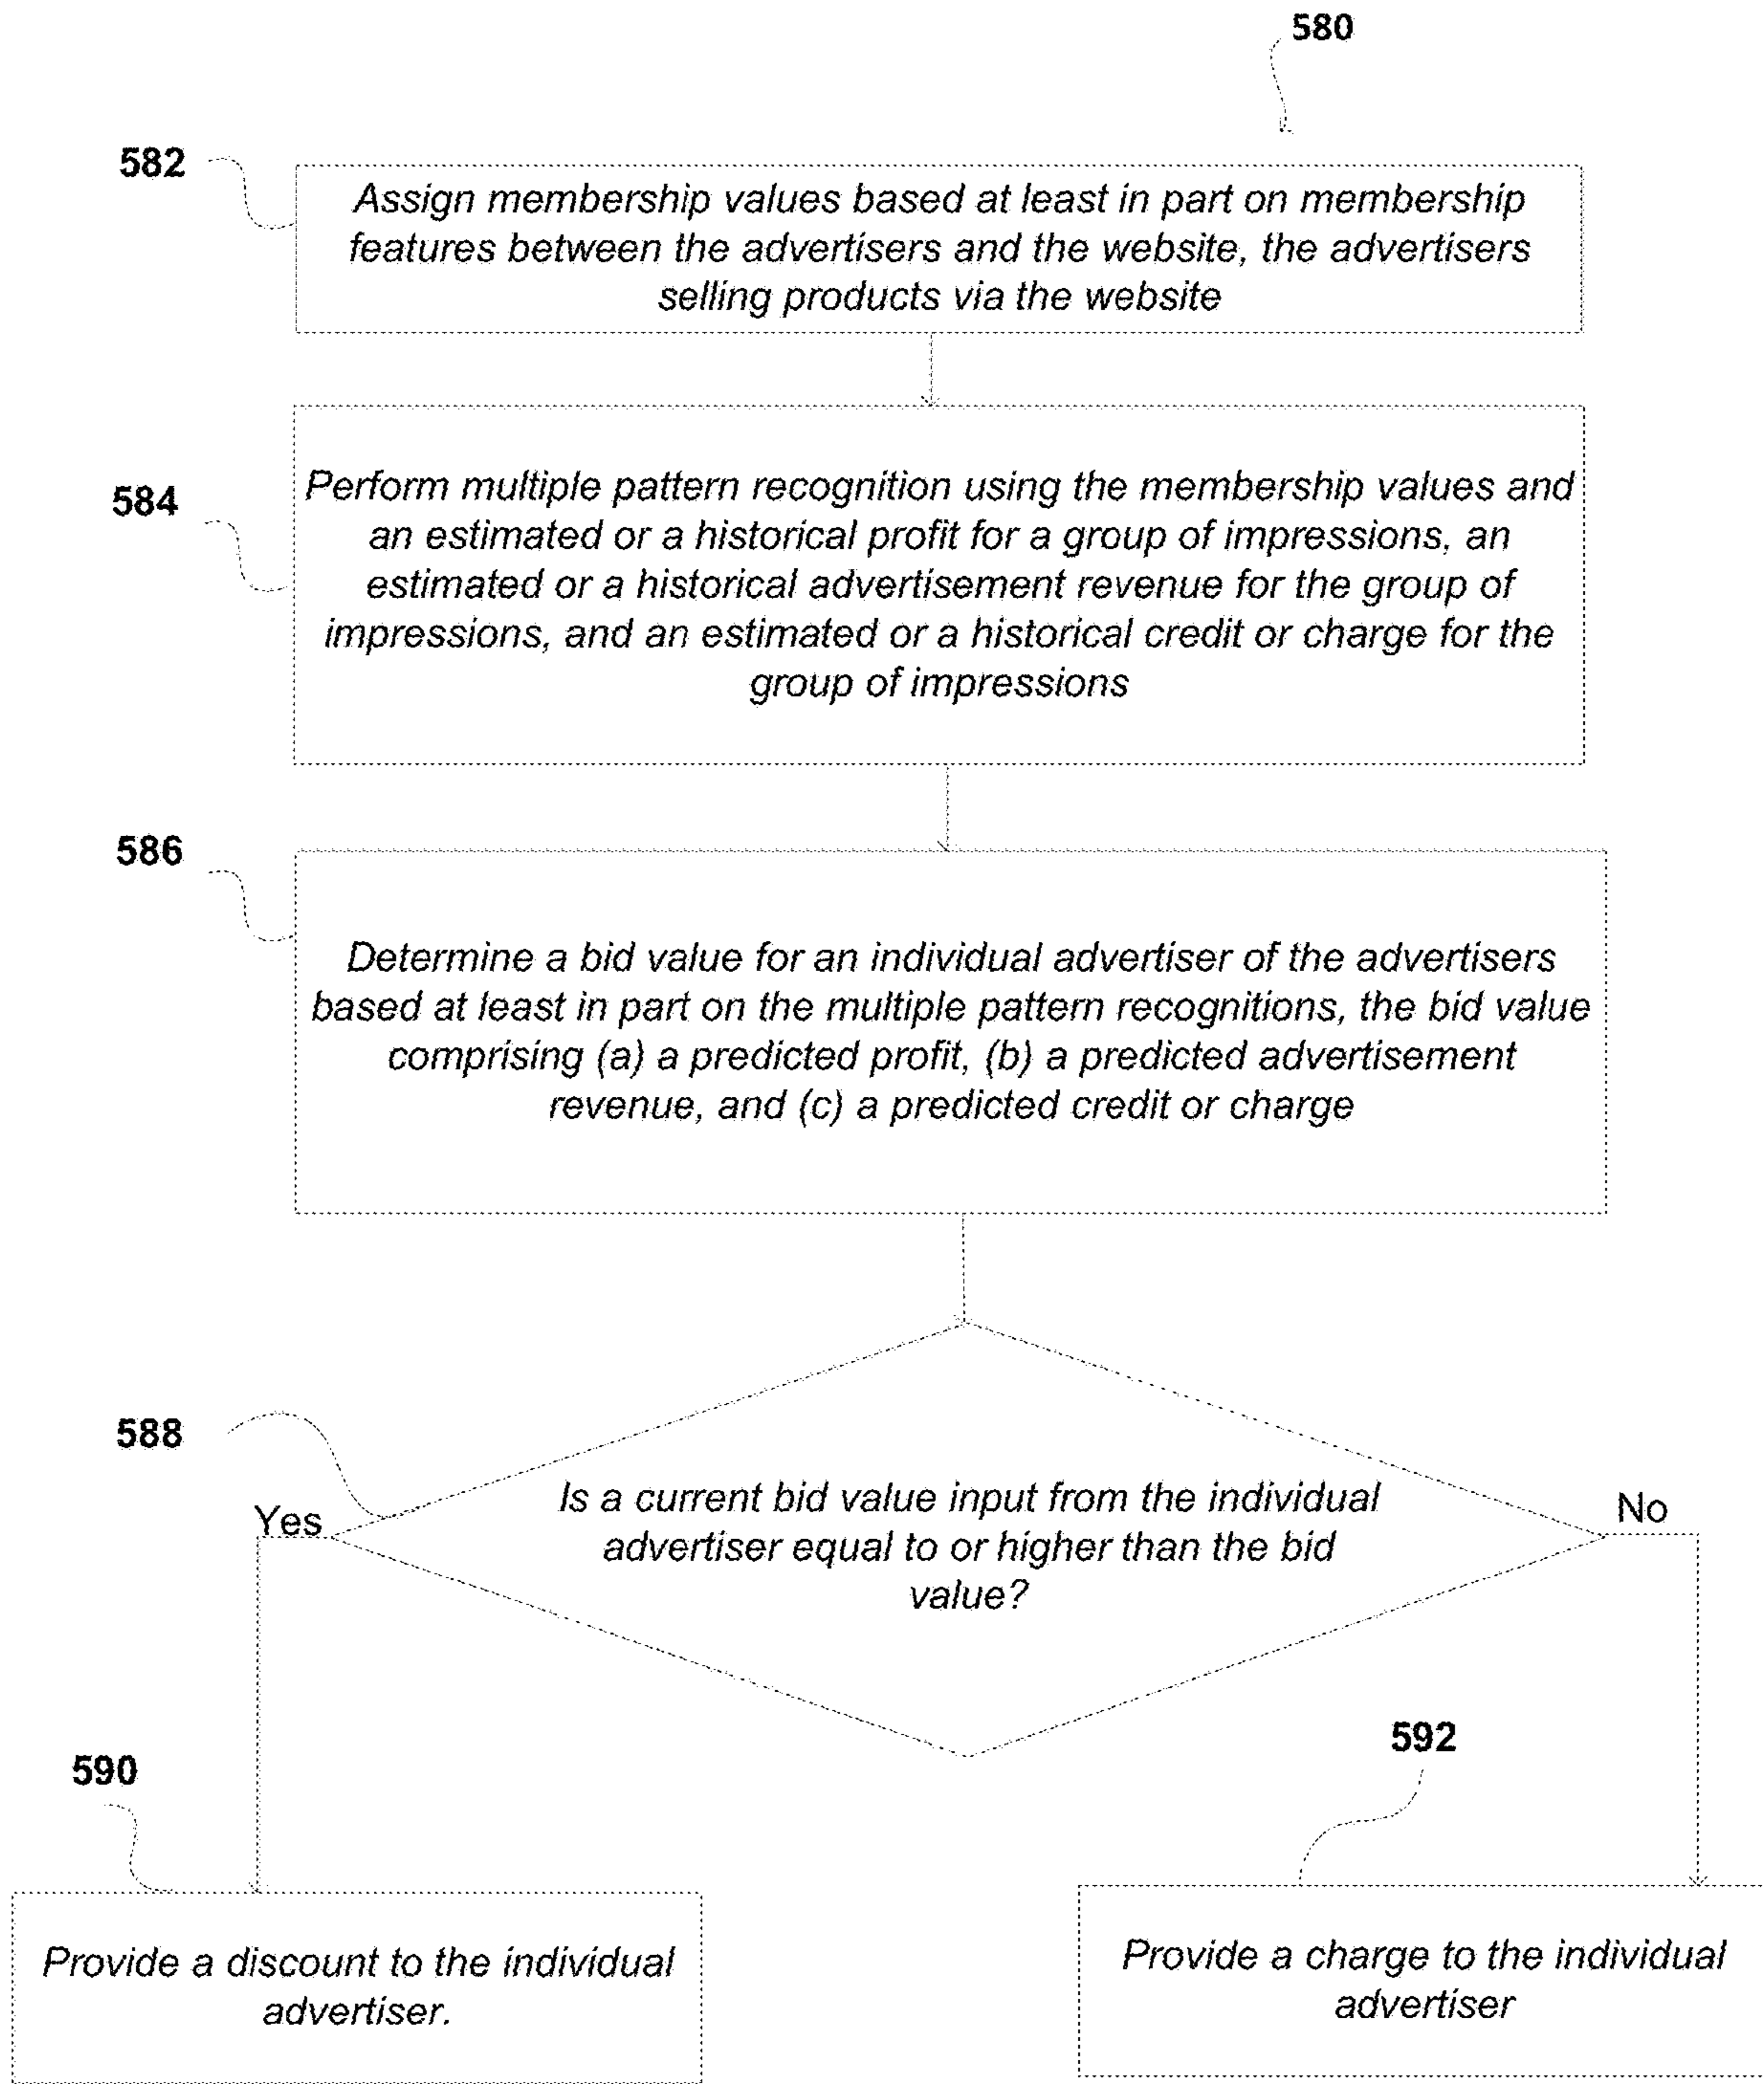 580
582
Assign membership values based at least in part on membership
features between the advertisers and the website, the advertisers
selling products via the website
584
Perform multiple pattern recognition using the membership values and
an estimated or a historical profit for a group of impressions, an
estimated or a historical advertisement revenue for the group of
impressions, and an estimated or a historical credit or charge for the
group of impressions
586
Determine a bid value for an individual advertiser of the advertisers
based at least in part on the multiple pattern recognitions, the bid value
comprising (a) a predicted profit, (b) a predicted advertisement
revenue, and (c) a predicted credit or charge
588
Is a current bid value input from the individual
advertiser equal to or higher than the bid
value?
Yes
No
590
592
Provide a discount to the individual
advertiser.
Provide a charge to the individual
advertiser